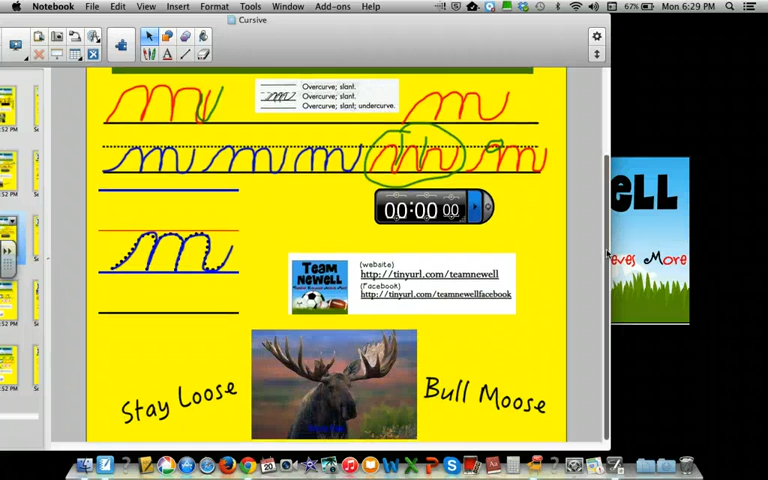 Notebook File Edit View Insert Format Tools Window Add-ons Help 67% Mon 6:29 PM
Cursive
Overcurve; slant.
Overcurve; slant.
Overcurve; slant; undercurve.
m m
m m m m m
00:00 00
m
(website)
http://tinyurl.com/teamnewell
(Facebook)
http://tinyurl.com/teamnewellfacebook
Team
Newell
ell
eves More
Stay Loose
Bull Moose